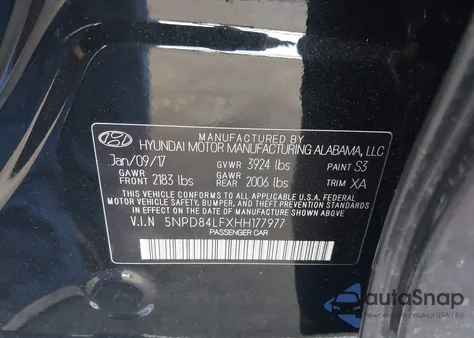 MANUFACTURED BY
HYUNDAI MOTOR MANUFACTURING ALABAMA, LLC
Jan/09/17 GVWR 3924 lbs PAINT S3
GAWR FRONT 2183 lbs GAWR REAR 2006 lbs TRIM XA
THIS VEHICLE CONFORMS TO ALL APPLICABLE FEDERAL MOTOR
VEHICLE SAFETY, BUMPER, AND THEFT PREVENTION STANDARDS
IN EFFECT ON THE DATE OF MANUFACTURE SHOWN ABOVE.
V.I.N 5NPD84LFXHH177977
PASSENGER CAR
autoSnap